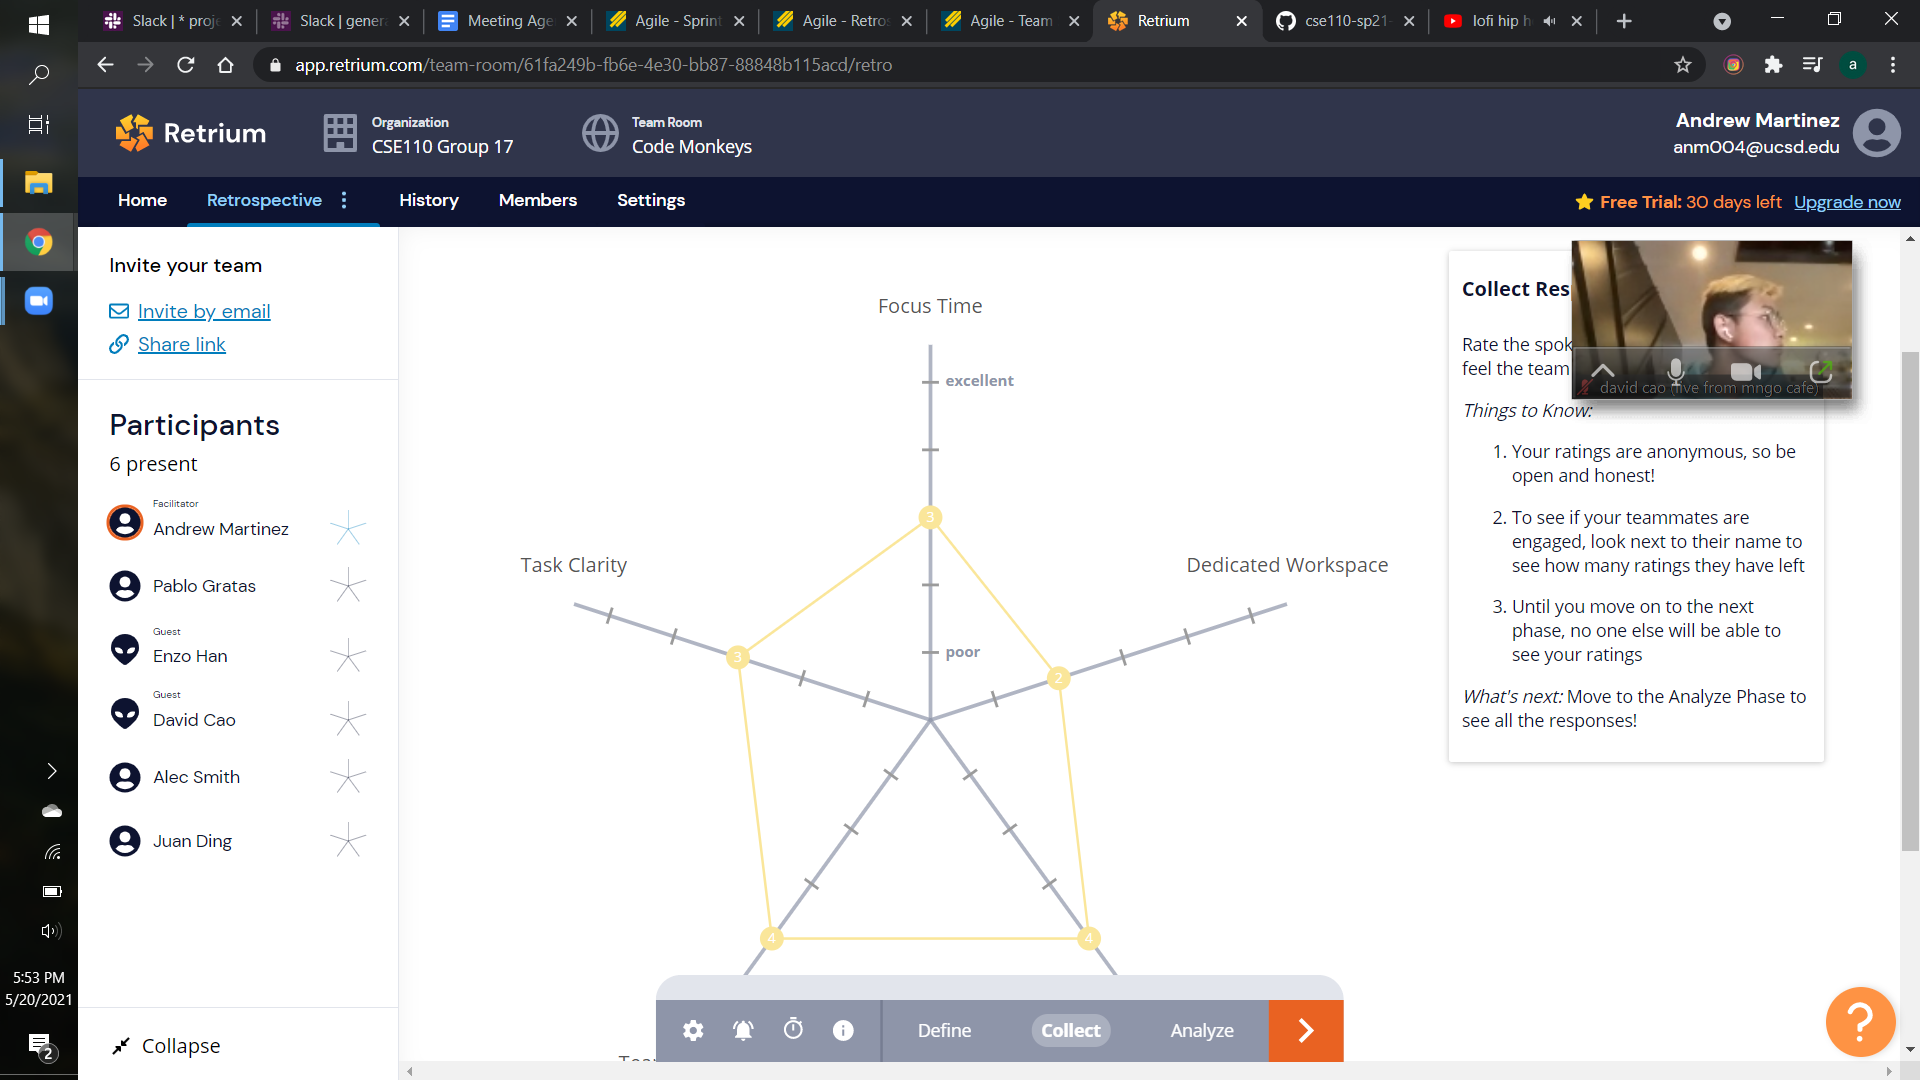 Slack | * proje
Slack | genera
Meeting Age
Agile - Sprint
Agile - Retros
Agile - Team
Retrium
cse110-sp21-
lofi hip h
app.retrium.com/team-room/61fa249b-fb6e-4e30-bb87-88848b115acd/retro
a
Retrium
Organization
CSE110 Group 17
Team Room
Code Monkeys
Andrew Martinez
anm004@ucsd.edu
Home
Retrospective
History
Members
Settings
Free Trial: 30 days left
Upgrade now
Invite your team
Invite by email
Share link
Participants
6 present
Facilitator
Andrew Martinez
Pablo Gratas
Guest
Enzo Han
Guest
David Cao
Alec Smith
Juan Ding
Collapse
Focus Time
excellent
poor
Task Clarity
Dedicated Workspace
3
3
2
4
4
Collect Res
Rate the spok
feel the team
david cao (live from mngo cafe)
Things to Know:
1. Your ratings are anonymous, so be
open and honest!
2. To see if your teammates are
engaged, look next to their name to
see how many ratings they have left
3. Until you move on to the next
phase, no one else will be able to
see your ratings
What's next: Move to the Analyze Phase to
see all the responses!
Define
Collect
Analyze
?
5:53 PM
5/20/2021
2